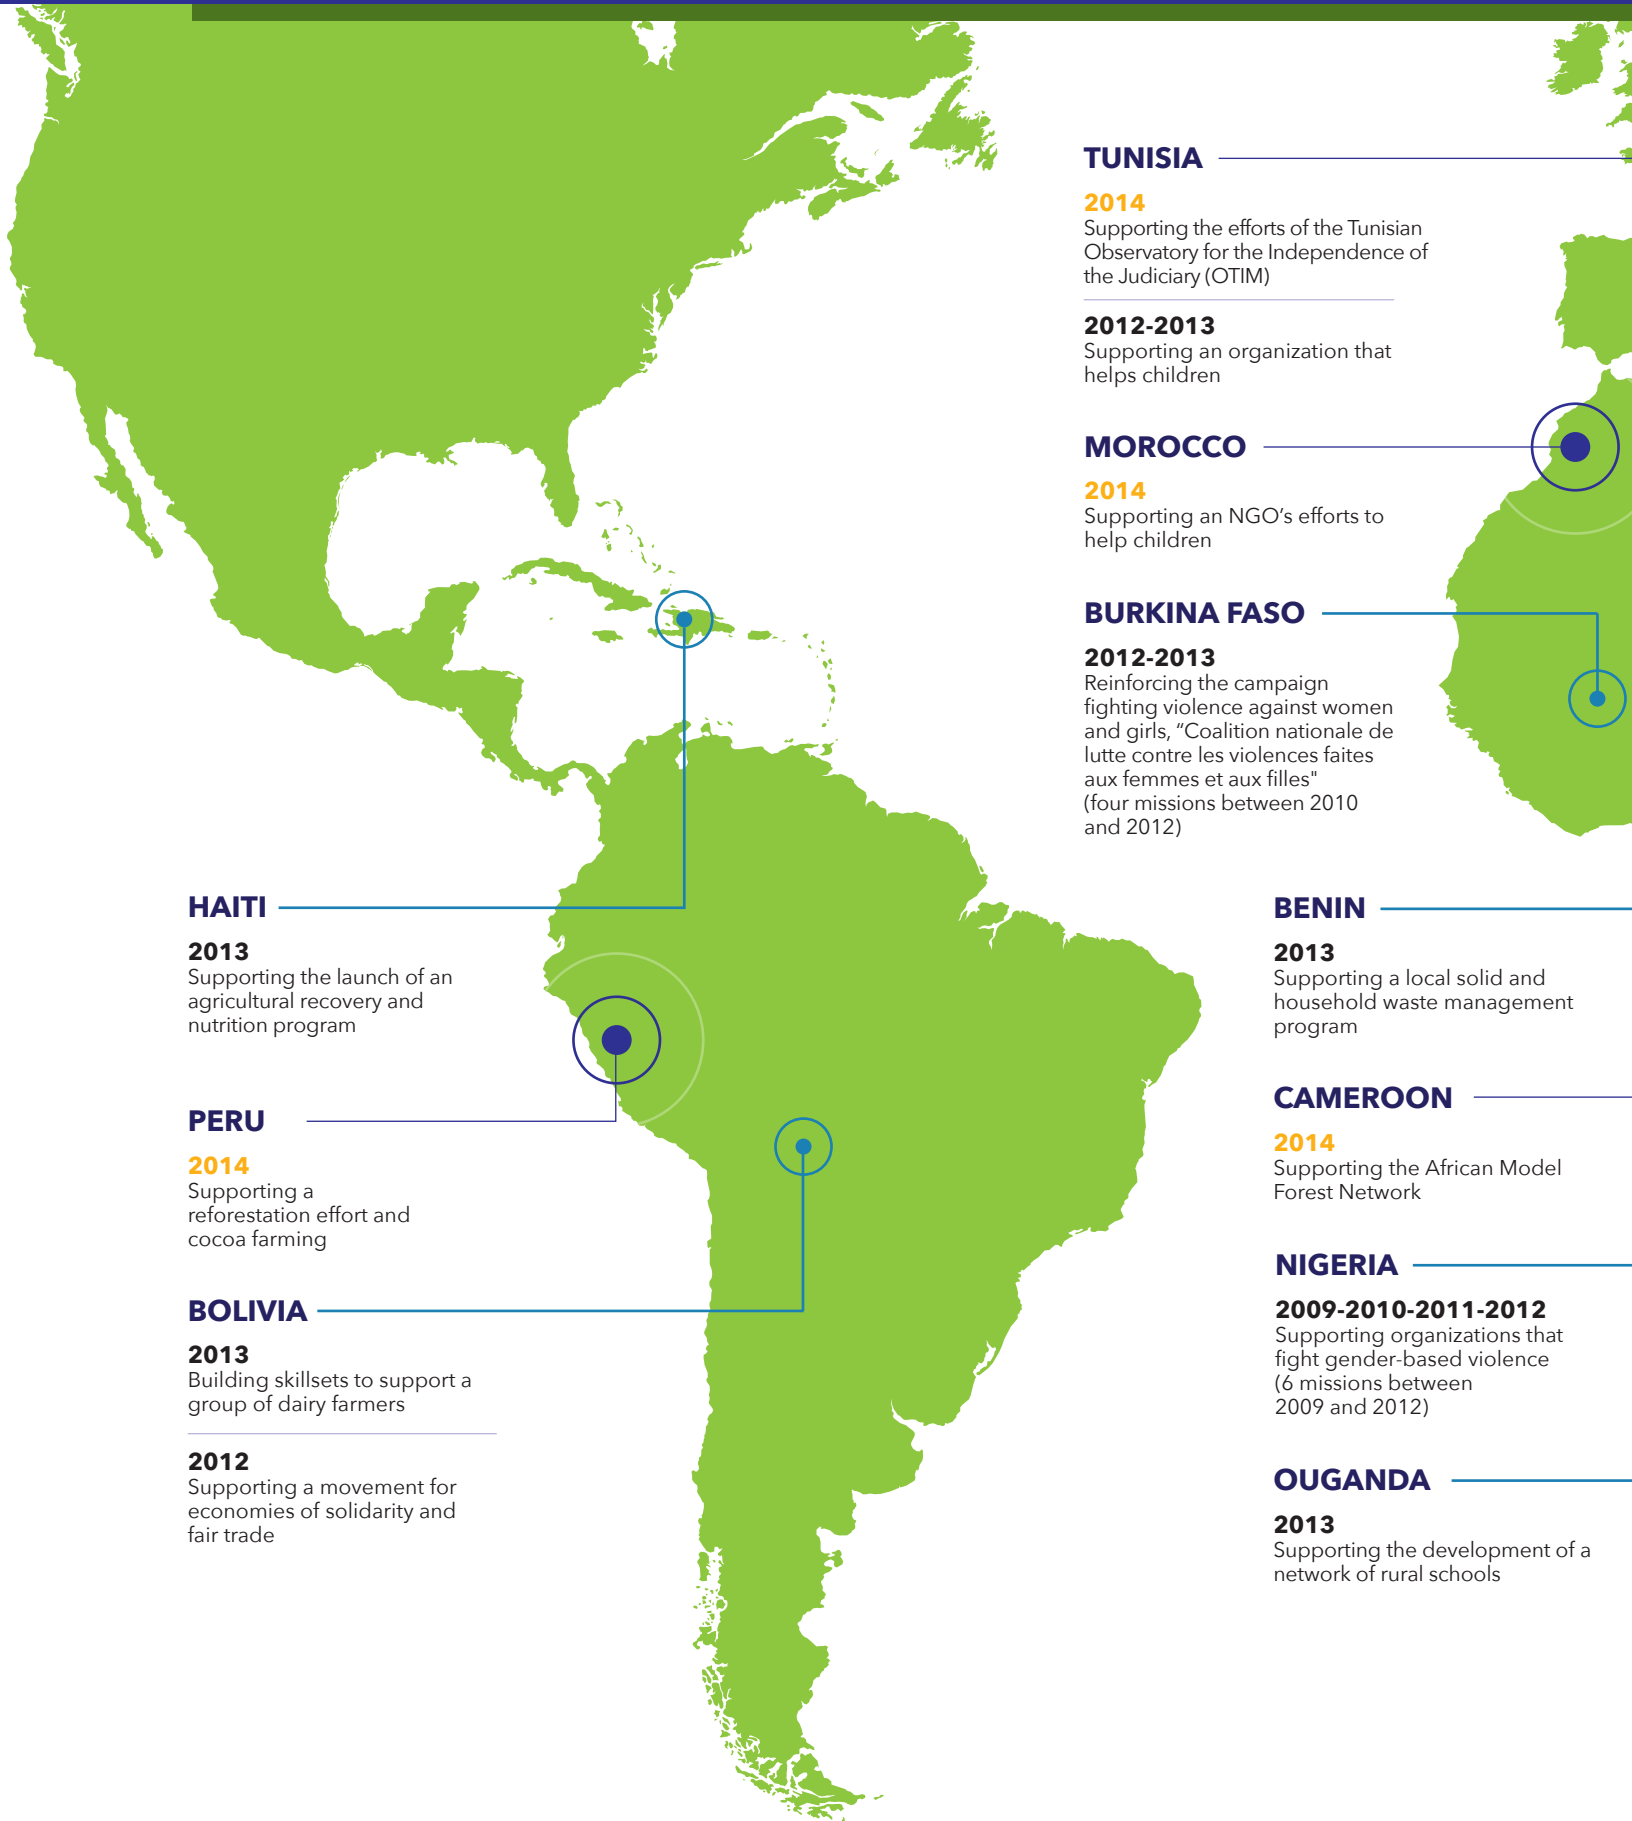 TUNISIA
2014
Supporting the efforts of the Tunisian
Observatory for the Independence of
the Judiciary (OTIM)
2012-2013
Supporting an organization that
helps children
MOROCCO
2014
Supporting an NGO’s efforts to
help children
BURKINA FASO
2012-2013
Reinforcing the campaign
fighting violence against women
and girls, “Coalition nationale de
lutte contre les violences faites
aux femmes et aux filles"
(four missions between 2010
and 2012)
HAITI
2013
Supporting the launch of an
agricultural recovery and
nutrition program
PERU
2014
Supporting a
reforestation effort and
cocoa farming
BOLIVIA
2013
Building skillsets to support a
group of dairy farmers
2012
Supporting a movement for
economies of solidarity and
fair trade
BENIN
2013
Supporting a local solid and
household waste management
program
CAMEROON
2014
Supporting the African Model
Forest Network
NIGERIA
2009-2010-2011-2012
Supporting organizations that
fight gender-based violence
(6 missions between
2009 and 2012)
OUGANDA
2013
Supporting the development of a
network of rural schools